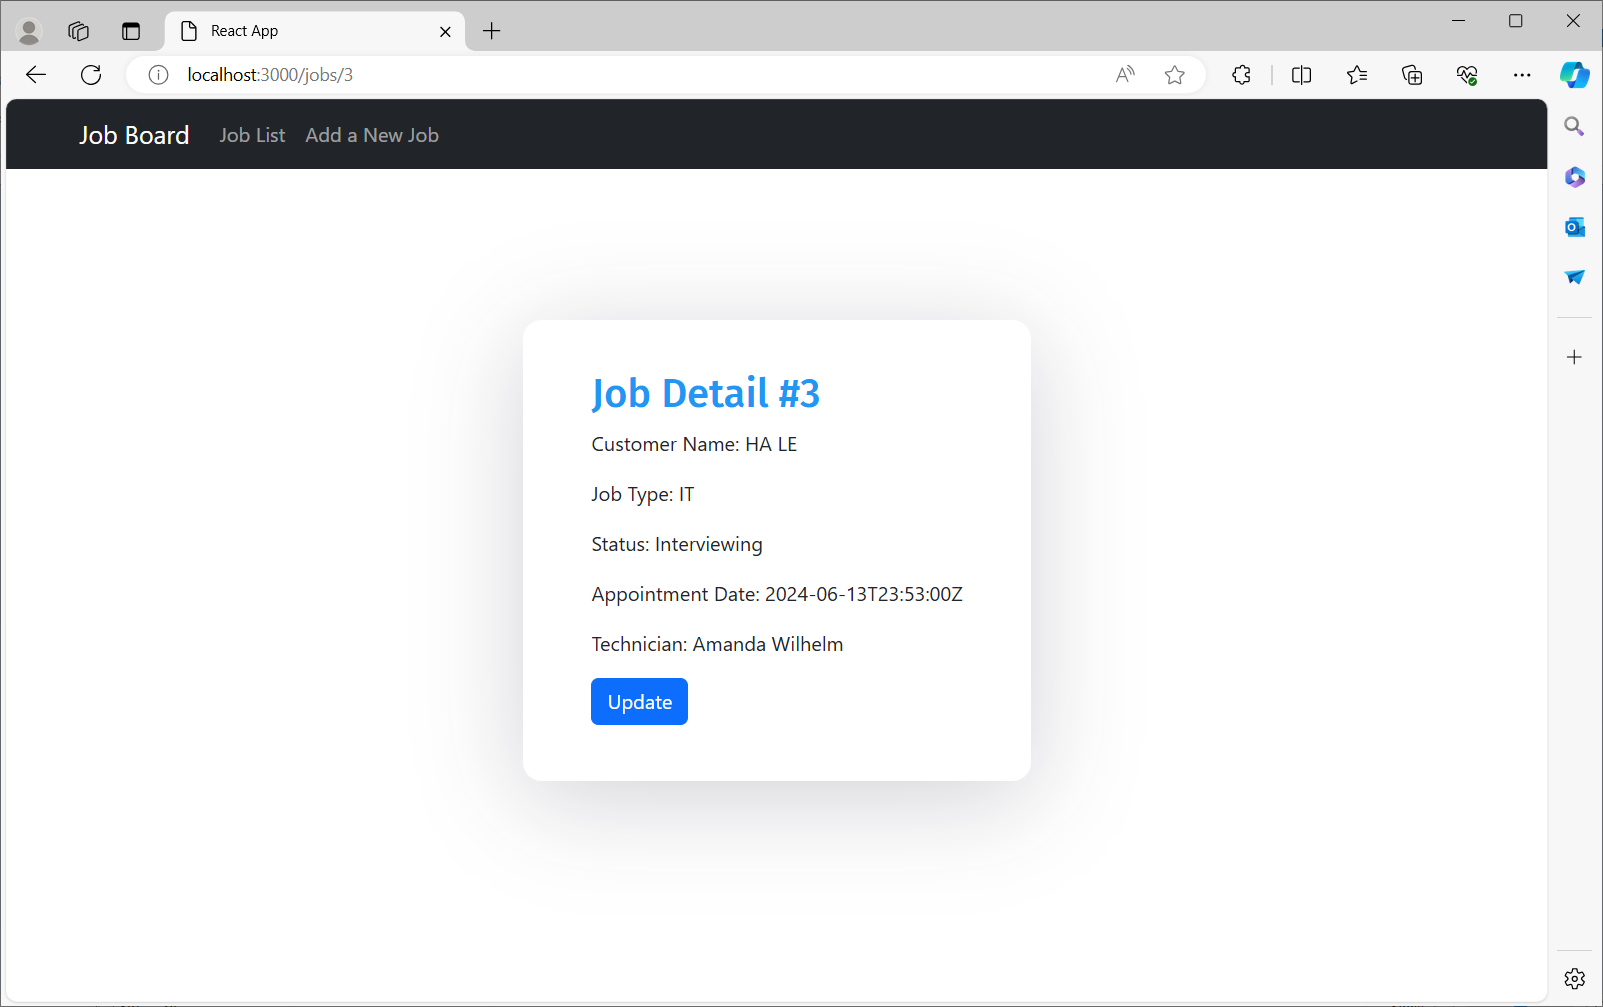 React App
localhost:3000/jobs/3
Job Board Job List Add a New Job
Job Detail #3
Customer Name: HA LE
Job Type: IT
Status: Interviewing
Appointment Date: 2024-06-13T23:53:00Z
Technician: Amanda Wilhelm
Update